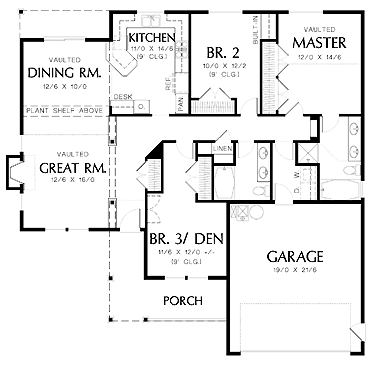 KITCHEN
11/0 X 14/6
(9' CLG.)
BR. 2
10/0 X 12/2
(9' CLG.)
BUILT-IN
VAULTED
MASTER
12/0 X 14/6
VAULTED
DINING RM.
12/6 X 10/0
REF.
PAN.
DESK
PLANT SHELF ABOVE
VAULTED
GREAT RM.
12/6 X 16/0
LINEN
D.
W.
BR. 3/ DEN
11/6 X 12/0 +/-
(9' CLG.)
GARAGE
19/0 X 21/6
PORCH